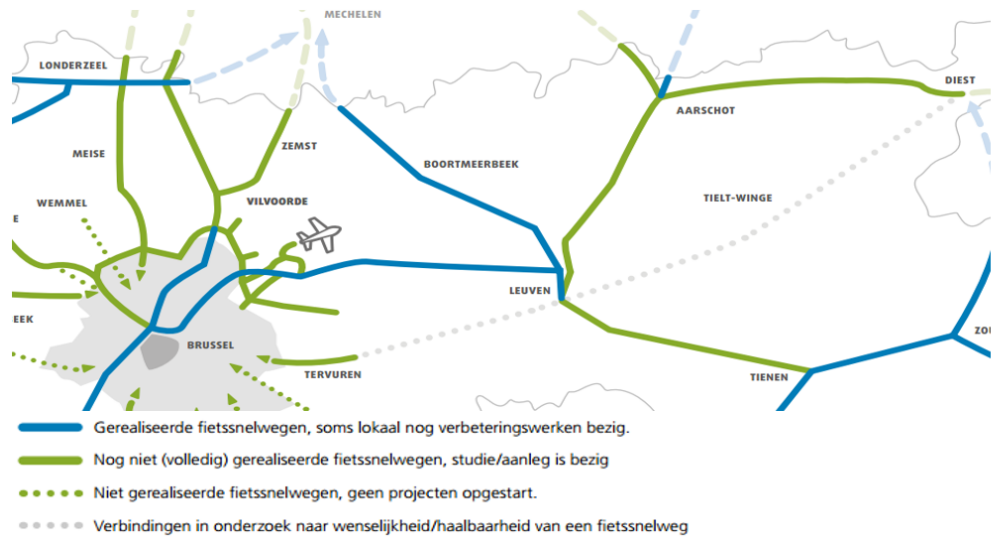 MECHELEN
LONDERZEEL
DIEST
AARSCHOT
ZEMST
MEISE
BOORTMEERBEEK
WEMMEL
VILVOORDE
TIELT-WINGE
E
LEUVEN
EEK
ZOU
BRUSSEL
TERVUREN
TIENEN
Gerealiseerde fietssnelwegen, soms lokaal nog verbeteringswerken bezig.
Nog niet (volledig) gerealiseerde fietssnelwegen, studie/aanleg is bezig
Niet gerealiseerde fietssnelwegen, geen projecten opgestart.
Verbindingen in onderzoek naar wenselijkheid/haalbaarheid van een fietssnelweg